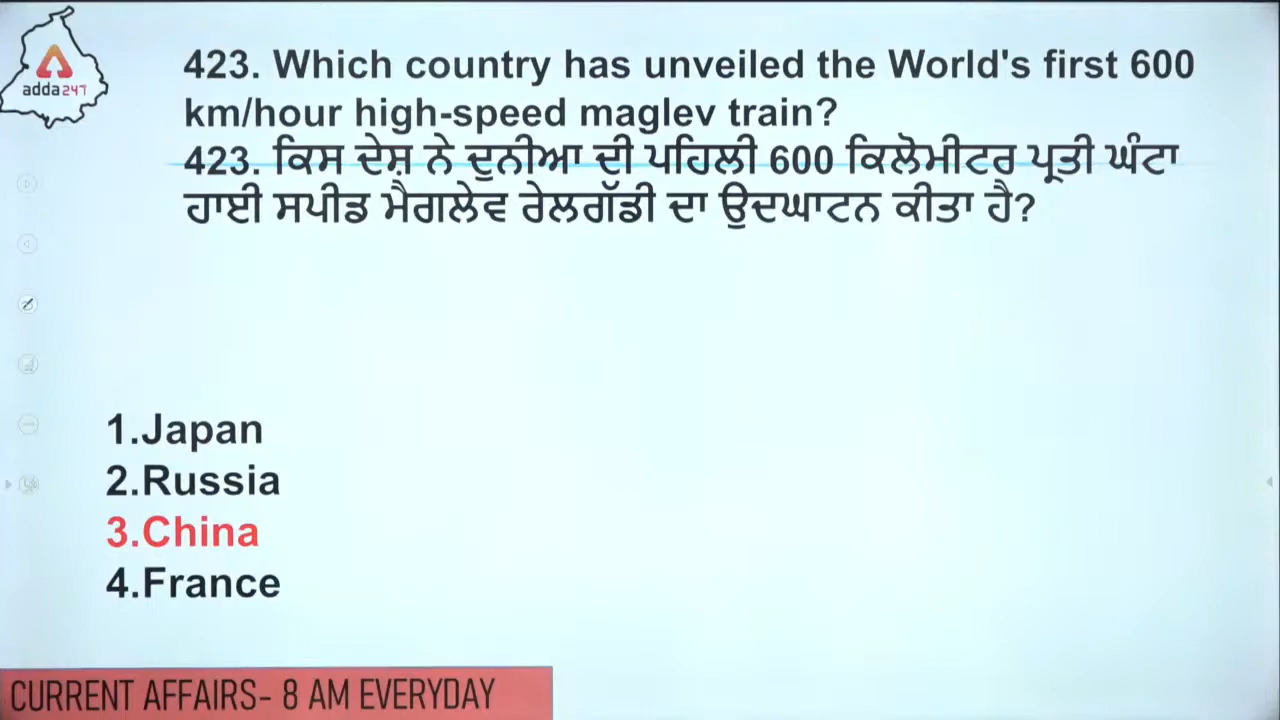 adda247
423. Which country has unveiled the World's first 600
km/hour high-speed maglev train?
423. ਕਿਸ ਦੇਸ਼ ਨੇ ਦੁਨੀਆ ਦੀ ਪਹਿਲੀ 600 ਕਿਲੋਮੀਟਰ ਪ੍ਰਤੀ ਘੰਟਾ
ਹਾਈ ਸਪੀਡ ਮੈਗਲੇਵ ਰੇਲਗੱਡੀ ਦਾ ਉਦਘਾਟਨ ਕੀਤਾ ਹੈ?
1.Japan
2.Russia
3.China
4.France
CURRENT AFFAIRS- 8 AM EVERYDAY